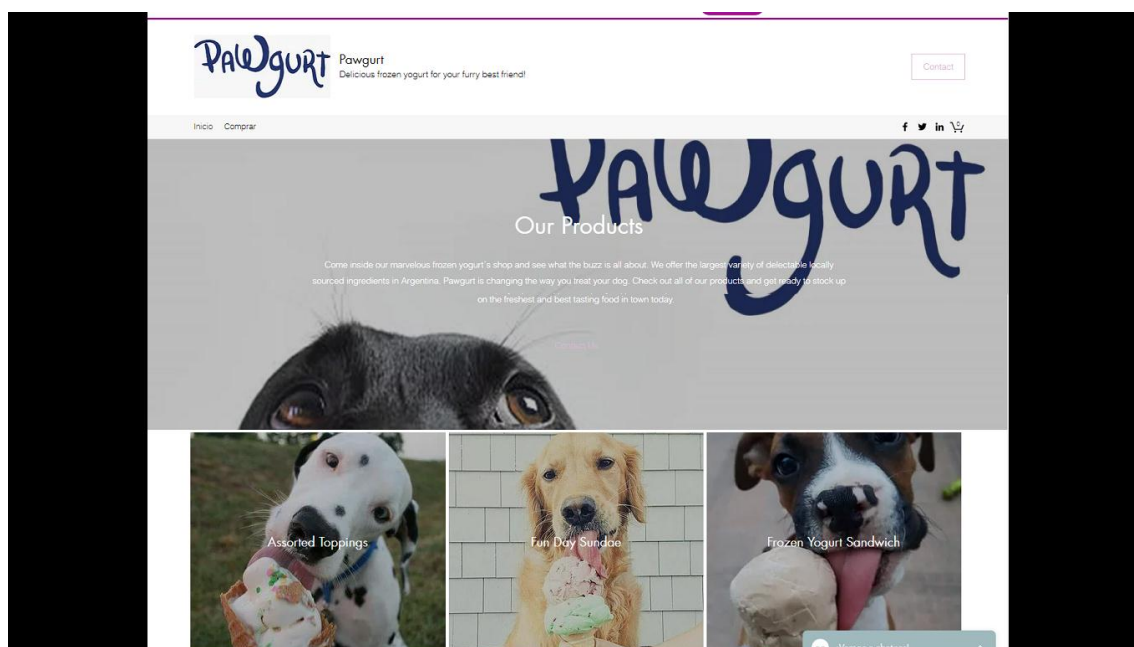 Pawgurt
Pawgurt
Delicious frozen yogurt for your furry best friend!
Contact
Inicio Comprar
f in 0
Pawgurt
Our Products
Come inside our marvelous frozen yogurt's shop and see what the buzz is all about. We offer the largest variety of delectable locally
sourced ingredients in Argentina. Pawgurt is changing the way you treat your dog. Check out all of our products and get ready to stock up
on the freshest and best tasting food in town today.
Contact Us
Assorted Toppings
Fun Day Sundae
Frozen Yogurt Sandwich